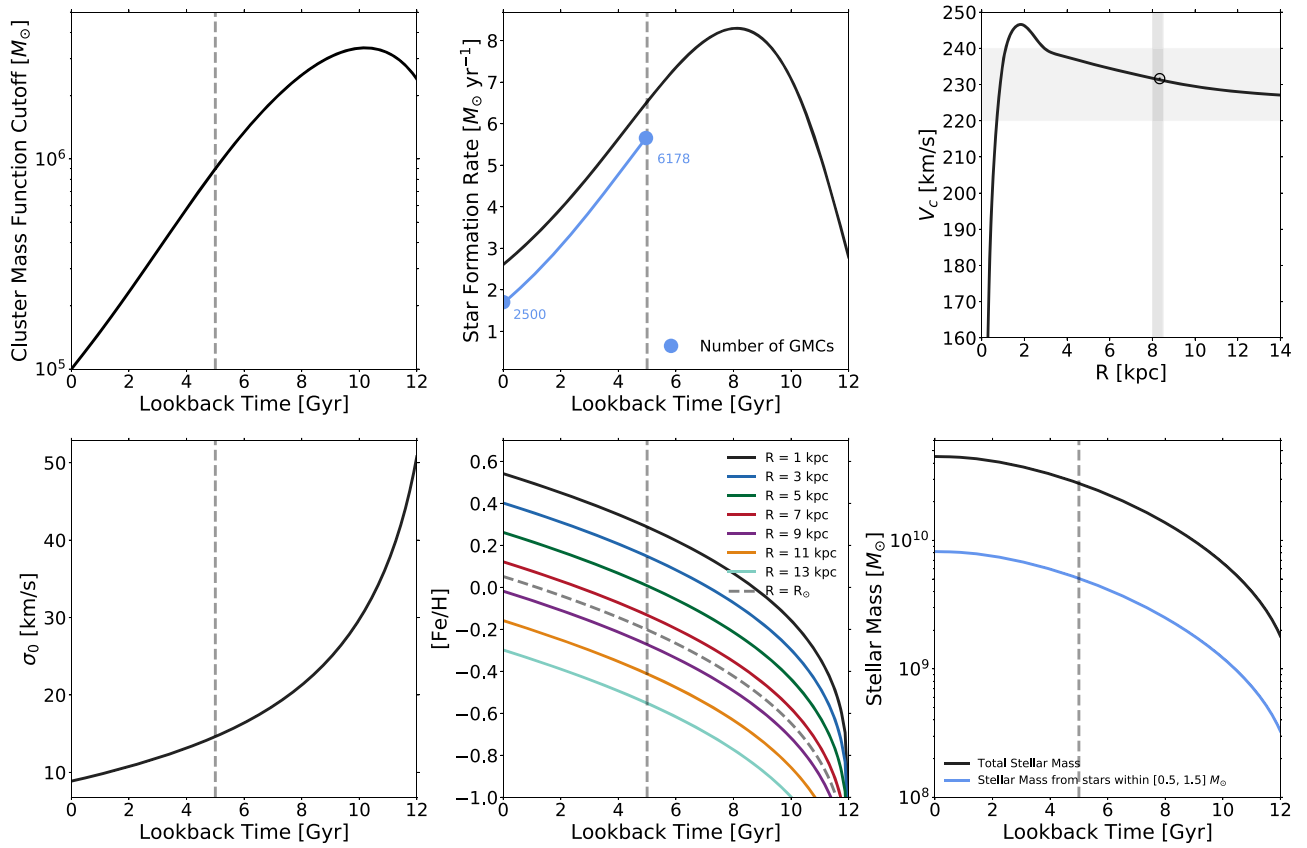 Cluster Mass Function Cutoff [M⊙]
10⁶
10⁵
0 2 4 6 8 10 12
Lookback Time [Gyr]
Star Formation Rate [M⊙ yr⁻¹]
8
7
6
5
4
3
2
1
6178
2500
Number of GMCs
0 2 4 6 8 10 12
Lookback Time [Gyr]
V_c [km/s]
250
240
230
220
210
200
190
180
170
160
0 2 4 6 8 10 12 14
R [kpc]
σ₀ [km/s]
50
40
30
20
10
0 2 4 6 8 10 12
Lookback Time [Gyr]
[Fe/H]
0.6
0.4
0.2
0.0
−0.2
−0.4
−0.6
−0.8
−1.0
R = 1 kpc
R = 3 kpc
R = 5 kpc
R = 7 kpc
R = 9 kpc
R = 11 kpc
R = 13 kpc
R = R⊙
0 2 4 6 8 10 12
Lookback Time [Gyr]
Stellar Mass [M⊙]
10¹⁰
10⁹
10⁸
Total Stellar Mass
Stellar Mass from stars within [0.5, 1.5] M⊙
0 2 4 6 8 10 12
Lookback Time [Gyr]